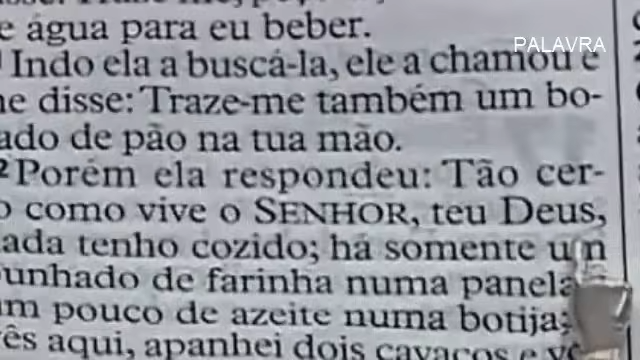 e água para eu beber.
PALAVRA
Indo ela a buscá-la, ele a chamou e
he disse: Traze-me também um bo-
ado de pão na tua mão.
2 Porém ela respondeu: Tão cer-
o como vive o SENHOR, teu Deus,
ada tenho cozido; há somente um
punhado de farinha numa panela
um pouco de azeite numa botija;
ês aqui, apanhei dois cavacos e